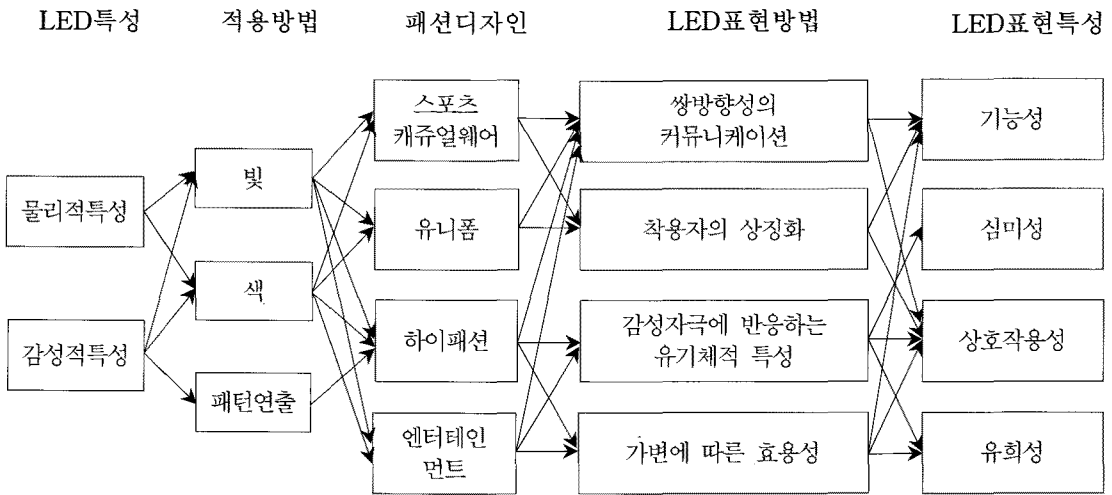 LED특성
적용방법
패션디자인
LED표현방법
LED표현특성
물리적특성
감성적특성
빛
색
패턴연출
스포츠
캐쥬얼웨어
유니폼
하이패션
엔터테인
먼트
쌍방향성의
커뮤니케이션
착용자의 상징화
감성자극에 반응하는
유기체적 특성
가변에 따른 효용성
기능성
심미성
상호작용성
유희성